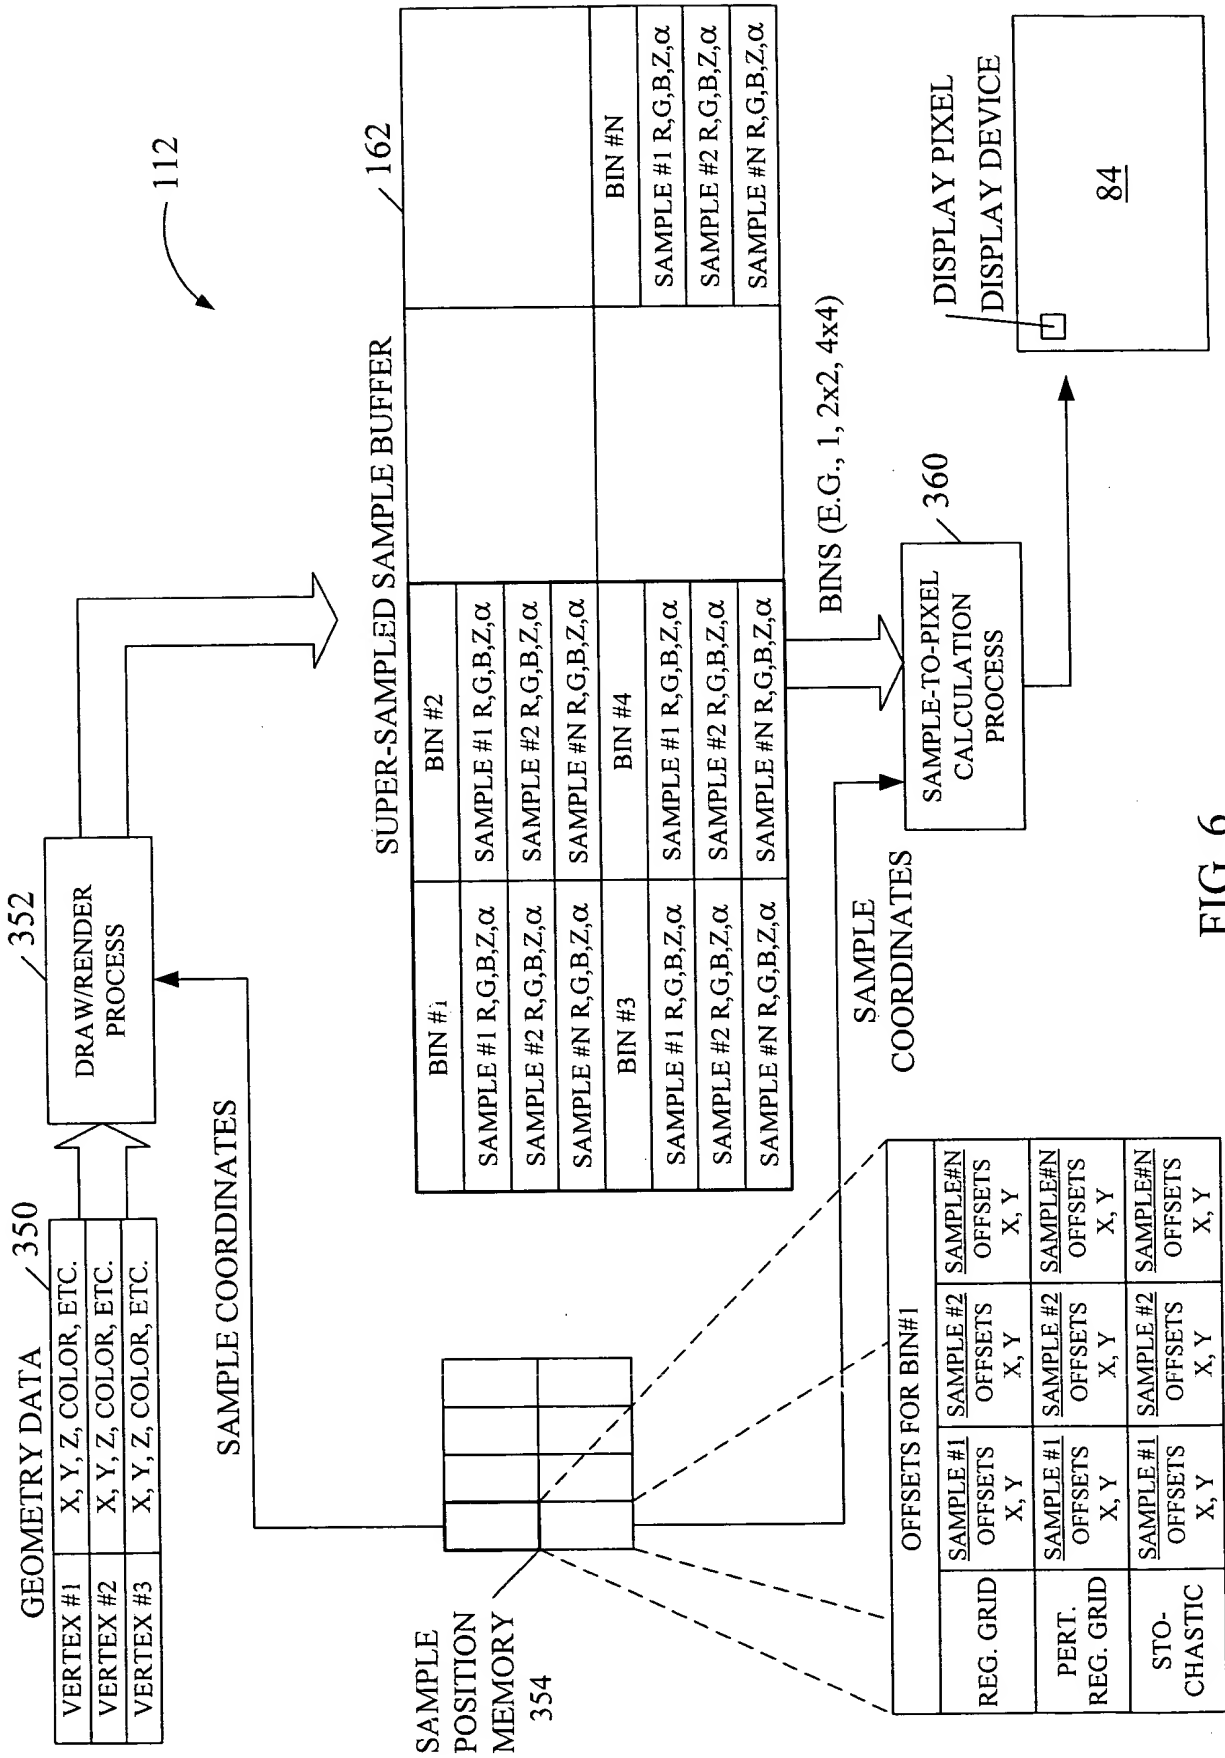 112
GEOMETRY DATA
350
VERTEX #1 X, Y, Z, COLOR, ETC.
VERTEX #2 X, Y, Z, COLOR, ETC.
VERTEX #3 X, Y, Z, COLOR, ETC.
352
DRAW/RENDER
PROCESS
SAMPLE COORDINATES
SAMPLE
POSITION
MEMORY
354
SUPER-SAMPLED SAMPLE BUFFER
162
BIN #1 BIN #2
SAMPLE #1 R,G,B,Z,α SAMPLE #1 R,G,B,Z,α
SAMPLE #2 R,G,B,Z,α SAMPLE #2 R,G,B,Z,α
SAMPLE #N R,G,B,Z,α SAMPLE #N R,G,B,Z,α
BIN #3 BIN #4 BIN #N
SAMPLE #1 R,G,B,Z,α SAMPLE #1 R,G,B,Z,α SAMPLE #1 R,G,B,Z,α
SAMPLE #2 R,G,B,Z,α SAMPLE #2 R,G,B,Z,α SAMPLE #2 R,G,B,Z,α
SAMPLE #N R,G,B,Z,α SAMPLE #N R,G,B,Z,α SAMPLE #N R,G,B,Z,α
BINS (E.G., 1, 2x2, 4x4)
SAMPLE
COORDINATES
360
SAMPLE-TO-PIXEL
CALCULATION
PROCESS
DISPLAY PIXEL
DISPLAY DEVICE
84
OFFSETS FOR BIN#1
REG. GRID
SAMPLE #1 SAMPLE #2 SAMPLE#N
OFFSETS OFFSETS OFFSETS
X, Y X, Y X, Y
PERT.
REG. GRID
SAMPLE #1 SAMPLE #2 SAMPLE#N
OFFSETS OFFSETS OFFSETS
X, Y X, Y X, Y
STO-
CHASTIC
SAMPLE #1 SAMPLE #2 SAMPLE#N
OFFSETS OFFSETS OFFSETS
X, Y X, Y X, Y
FIG. 6